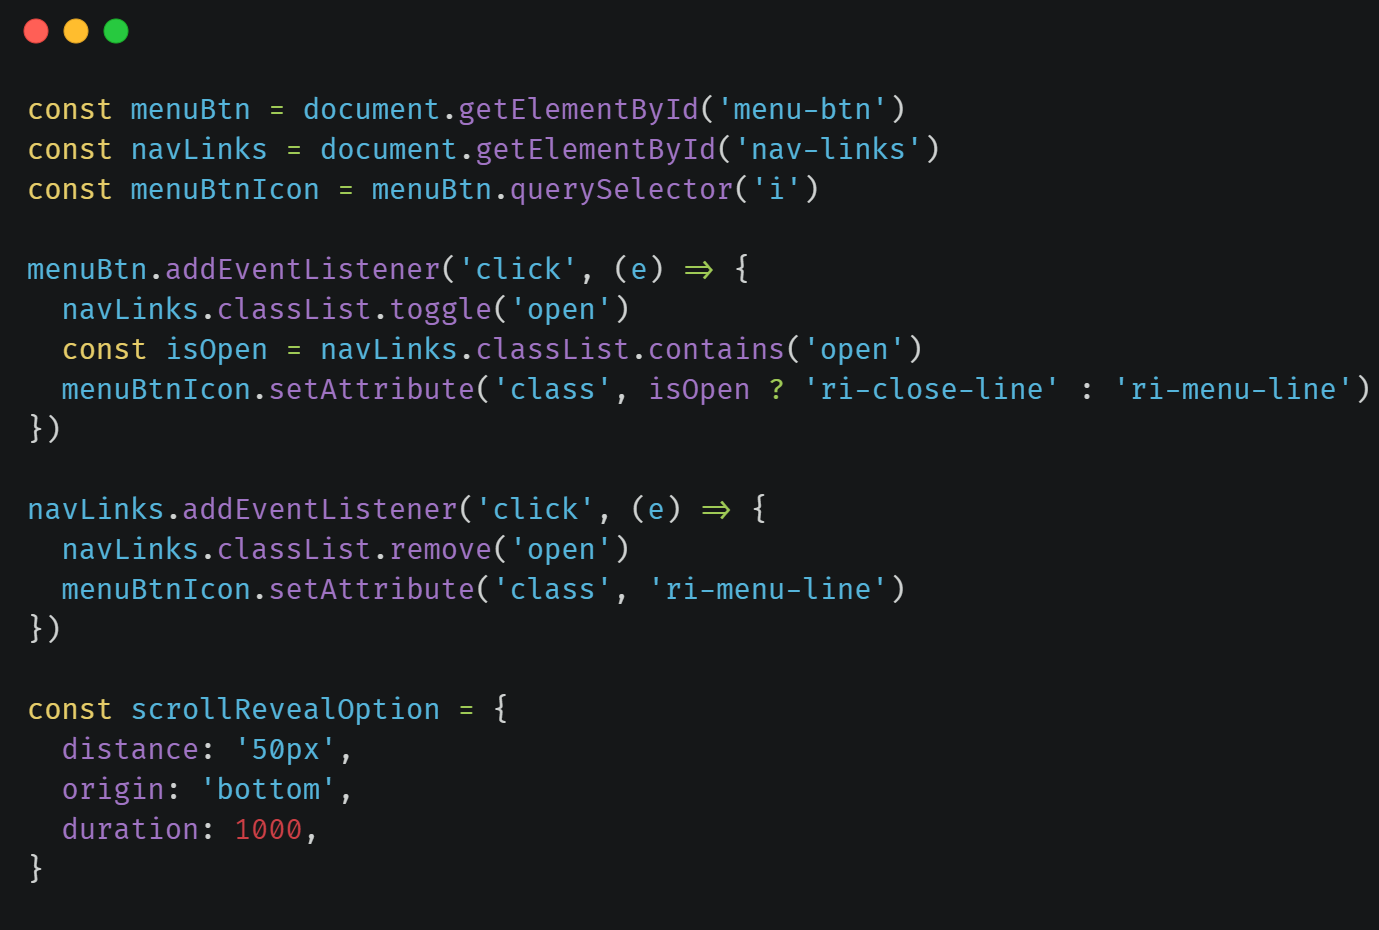 const menuBtn = document.getElementById('menu-btn')
const navLinks = document.getElementById('nav-links')
const menuBtnIcon = menuBtn.querySelector('i')

menuBtn.addEventListener('click', (e) => {
  navLinks.classList.toggle('open')
  const isOpen = navLinks.classList.contains('open')
  menuBtnIcon.setAttribute('class', isOpen ? 'ri-close-line' : 'ri-menu-line')
})

navLinks.addEventListener('click', (e) => {
  navLinks.classList.remove('open')
  menuBtnIcon.setAttribute('class', 'ri-menu-line')
})

const scrollRevealOption = {
  distance: '50px',
  origin: 'bottom',
  duration: 1000,
}